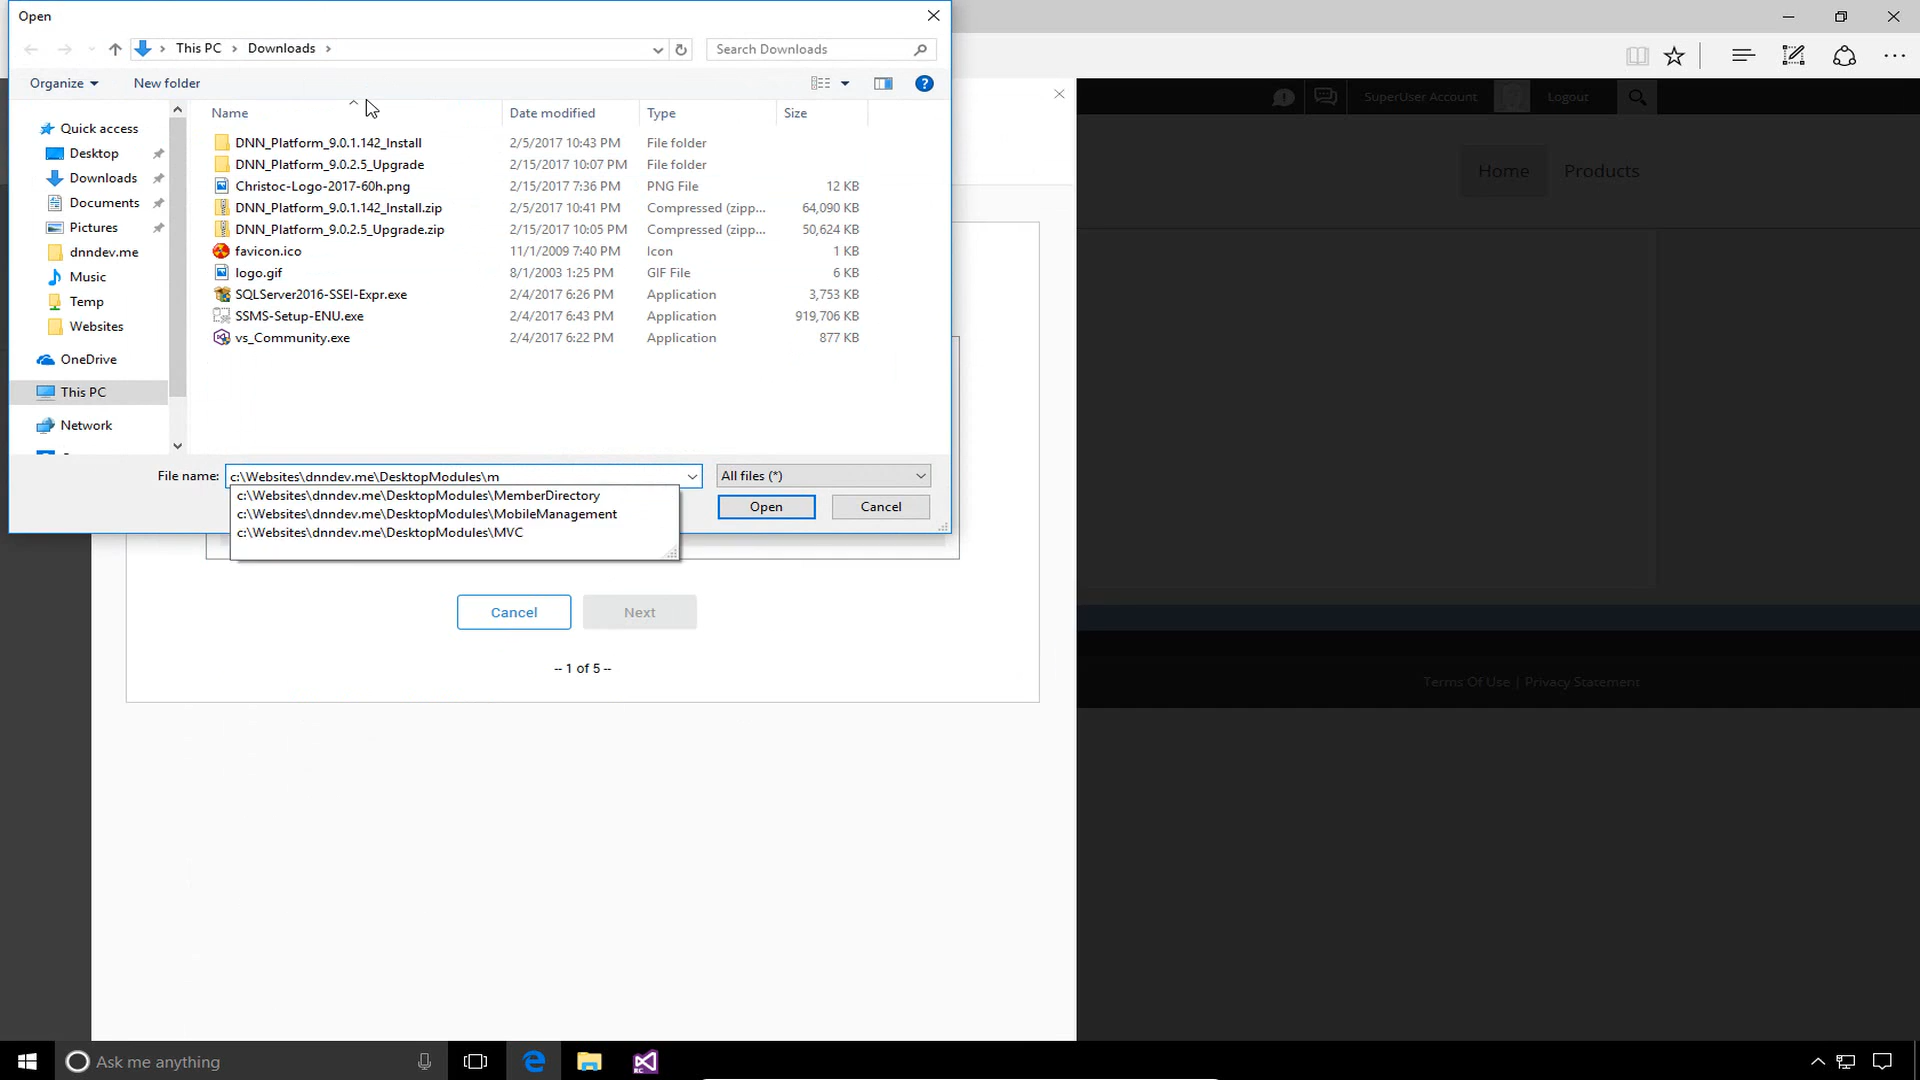 Open
This PC > Downloads >
Search Downloads
Organize
New folder
Name
Date modified
Type
Size
Quick access
Desktop
Downloads
Documents
Pictures
dnndev.me
Music
Temp
Websites
OneDrive
This PC
Network
DNN_Platform_9.0.1.142_Install 2/5/2017 10:43 PM File folder
DNN_Platform_9.0.2.5_Upgrade 2/15/2017 10:07 PM File folder
Christoc-Logo-2017-60h.png 2/15/2017 7:36 PM PNG File 12 KB
DNN_Platform_9.0.1.142_Install.zip 2/5/2017 10:41 PM Compressed (zipp... 64,090 KB
DNN_Platform_9.0.2.5_Upgrade.zip 2/15/2017 10:05 PM Compressed (zipp... 50,624 KB
favicon.ico 11/1/2009 7:40 PM Icon 1 KB
logo.gif 8/1/2003 1:25 PM GIF File 6 KB
SQLServer2016-SSEI-Expr.exe 2/4/2017 6:26 PM Application 3,753 KB
SSMS-Setup-ENU.exe 2/4/2017 6:43 PM Application 919,706 KB
vs_Community.exe 2/4/2017 6:22 PM Application 877 KB
File name: c:\Websites\dnndev.me\DesktopModules\m
All files (*)
c:\Websites\dnndev.me\DesktopModules\MemberDirectory
c:\Websites\dnndev.me\DesktopModules\MobileManagement
c:\Websites\dnndev.me\DesktopModules\MVC
Open
Cancel
Cancel
Next
-- 1 of 5 --
SuperUser Account
Logout
Home
Products
Terms Of Use | Privacy Statement
Ask me anything
RC